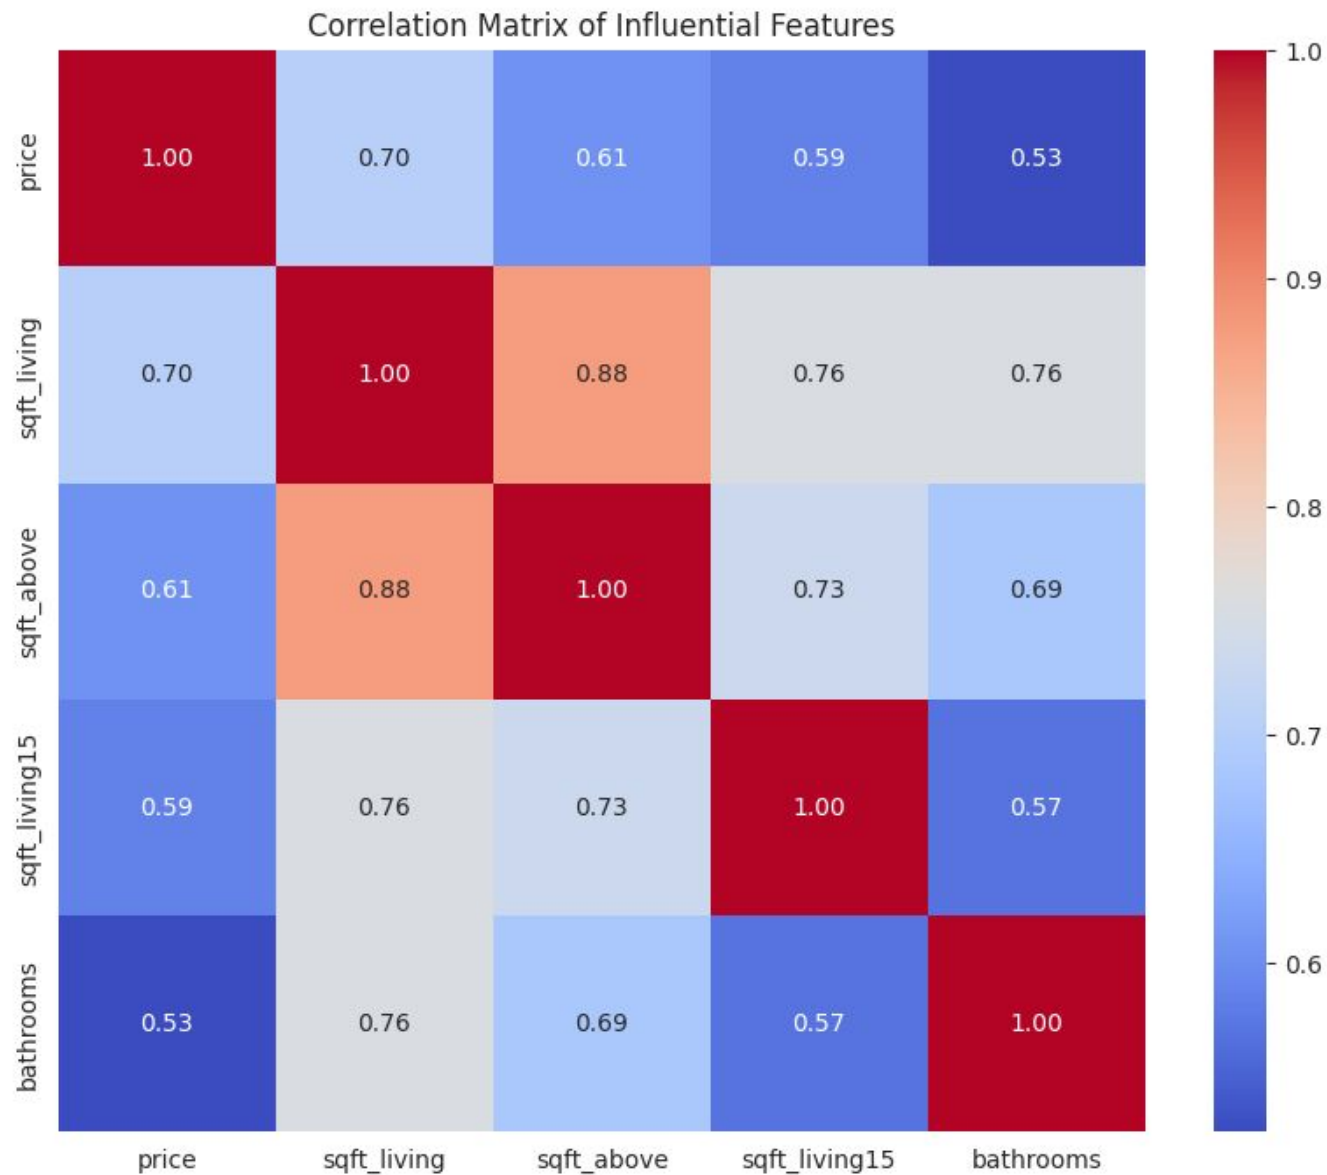 Correlation Matrix of Influential Features
price 1.00 0.70 0.61 0.59 0.53
sqft_living 0.70 1.00 0.88 0.76 0.76
sqft_above 0.61 0.88 1.00 0.73 0.69
sqft_living15 0.59 0.76 0.73 1.00 0.57
bathrooms 0.53 0.76 0.69 0.57 1.00
price sqft_living sqft_above sqft_living15 bathrooms
1.0
0.9
0.8
0.7
0.6